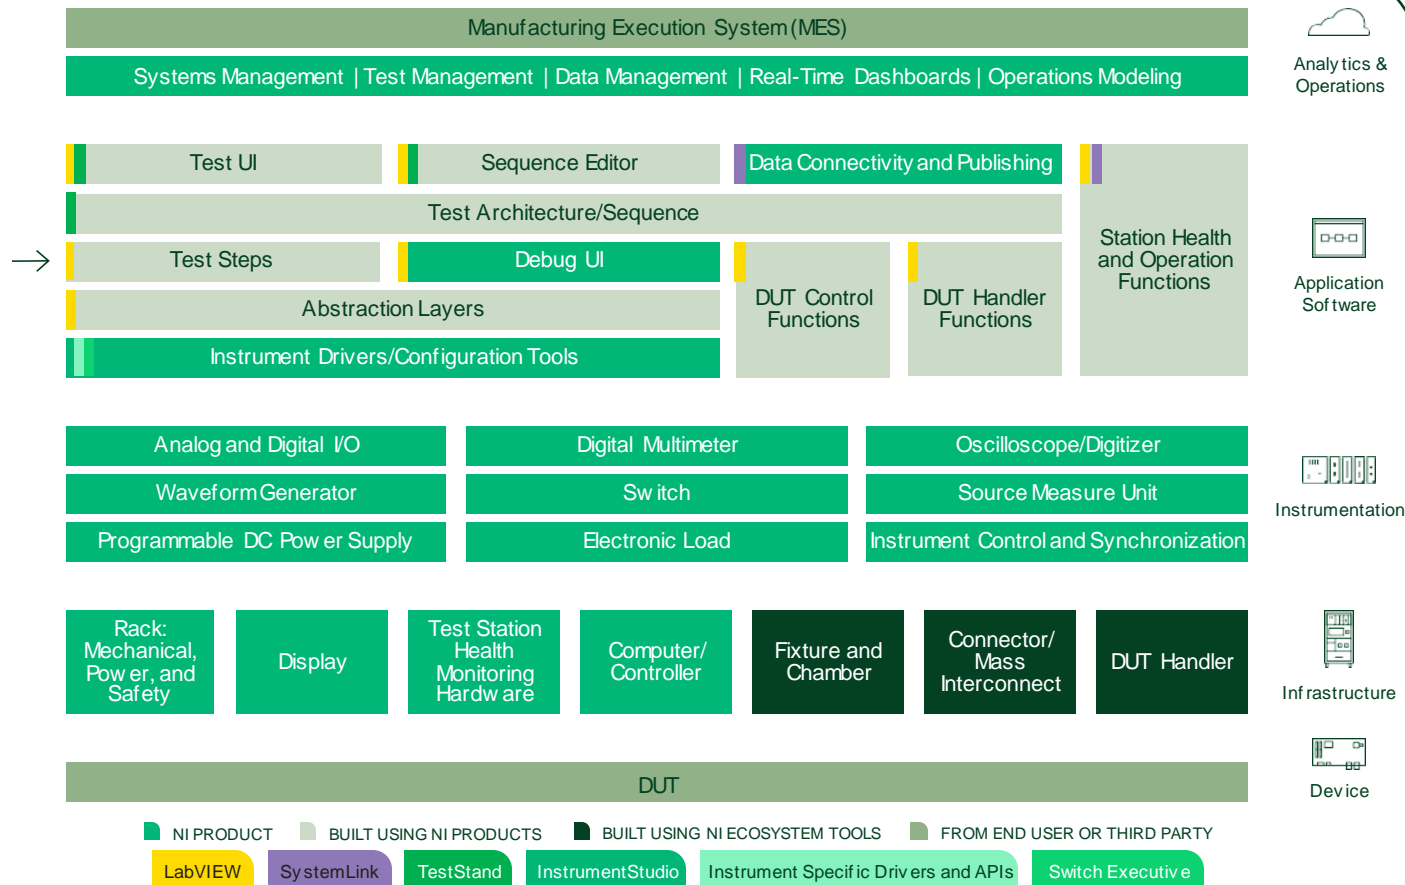 Manufacturing Execution System (MES)
Systems Management | Test Management | Data Management | Real-Time Dashboards | Operations Modeling
Analytics &
Operations
Test UI
Sequence Editor
Data Connectivity and Publishing
Test Architecture/Sequence
Test Steps
Debug UI
Station Health
and Operation
Functions
DUT Control
Functions
DUT Handler
Functions
Abstraction Layers
Instrument Drivers/Configuration Tools
Application
Software
Analog and Digital I/O
Digital Multimeter
Oscilloscope/Digitizer
Waveform Generator
Switch
Source Measure Unit
Programmable DC Power Supply
Electronic Load
Instrument Control and Synchronization
Instrumentation
Rack:
Mechanical,
Power, and
Safety
Display
Test Station
Health
Monitoring
Hardware
Computer/
Controller
Fixture and
Chamber
Connector/
Mass
Interconnect
DUT Handler
Infrastructure
DUT
Device
NI PRODUCT
BUILT USING NI PRODUCTS
BUILT USING NI ECOSYSTEM TOOLS
FROM END USER OR THIRD PARTY
LabVIEW
SystemLink
TestStand
InstrumentStudio
Instrument Specific Drivers and APIs
Switch Executive